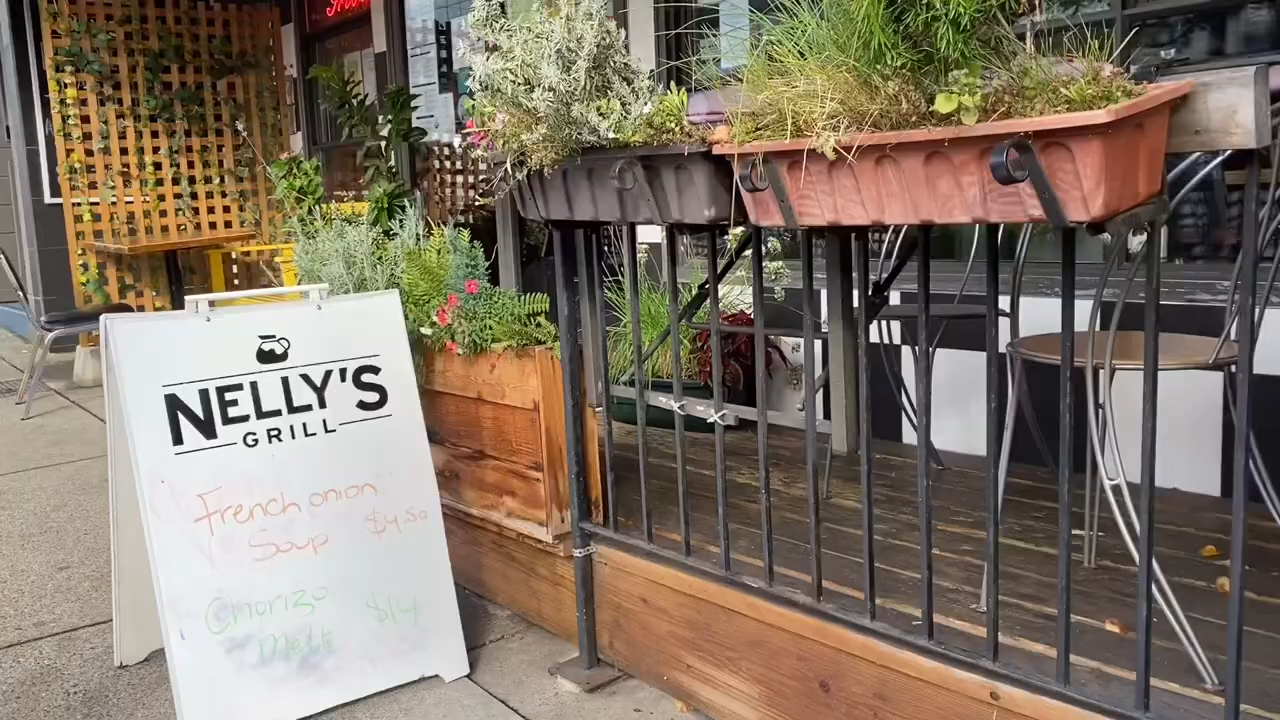 NELLY'S
GRILL
French onion
Soup $4.50
Chorizo $14
Melt